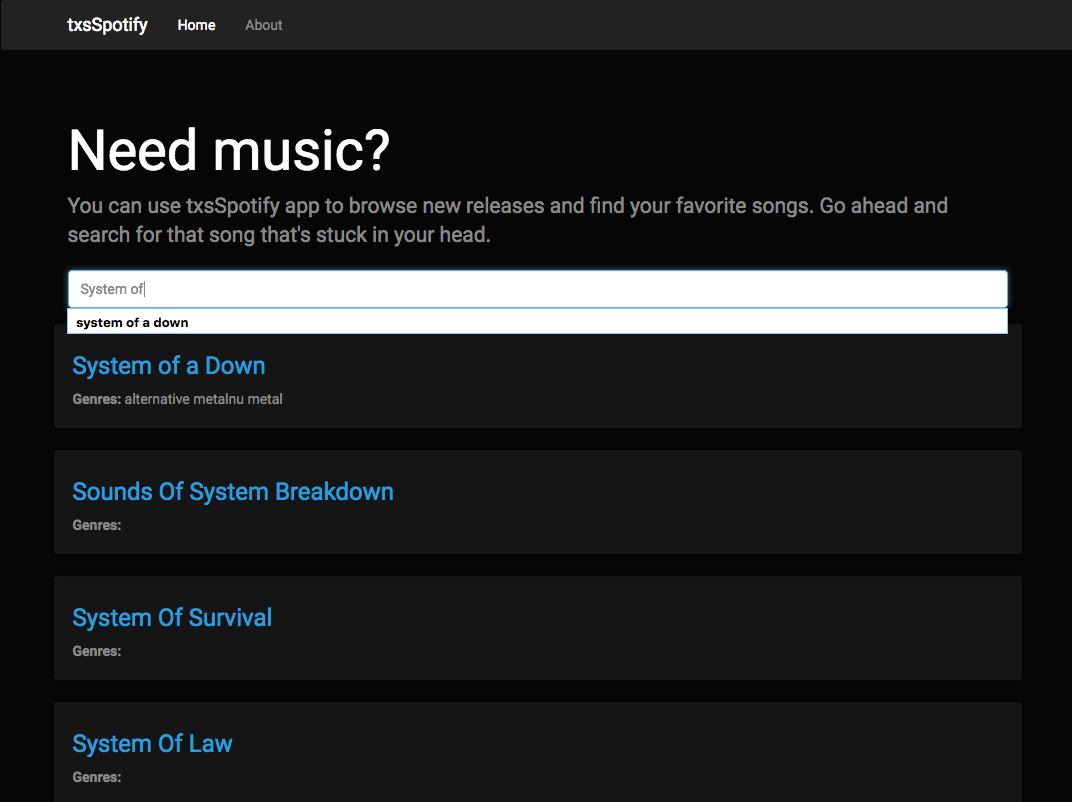 txsSpotify Home About
Need music?
You can use txsSpotify app to browse new releases and find your favorite songs. Go ahead and
search for that song that's stuck in your head.
System of
system of a down
System of a Down
Genres: alternative metalnu metal
Sounds Of System Breakdown
Genres:
System Of Survival
Genres:
System Of Law
Genres: